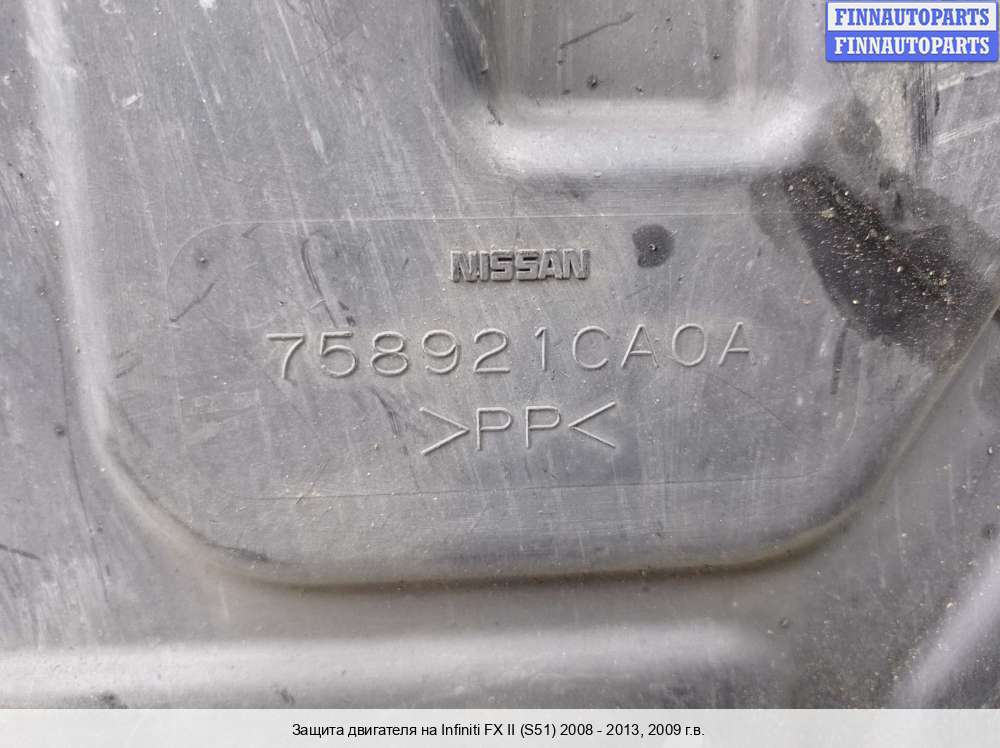 FINNAUTOPARTS
FINNAUTOPARTS
NISSAN
758921CA0A
>PP<
Защита двигателя на Infiniti FX II (S51) 2008 - 2013, 2009 г.в.